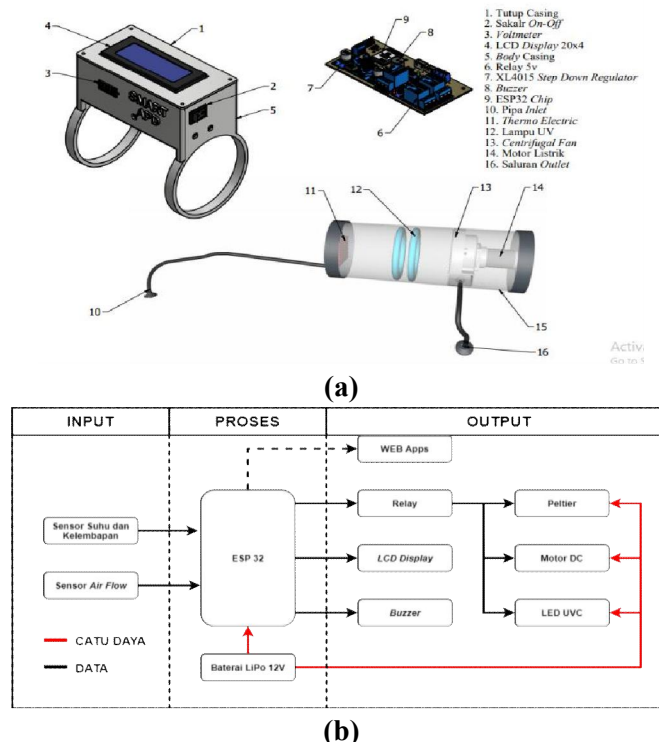 1. Tutup Casing
2. Sakalr On-Off
3. Voltmeter
4. LCD Display 20x4
5. Body Casing
6. Relay 5v
7. XL4015 Step Down Regulator
8. Buzzer
9. ESP32 Chip
10. Pipa Inlet
11. Thermo Electric
12. Lampu UV
13. Centrifugal Fan
14. Motor Listrik
16. Saluran Outlet
4
1
3
2
5
SMART
APD
9
8
7
6
11
12
13
14
10
15
16
Activ
Go to S
(a)
INPUT
PROSES
OUTPUT
WEB Apps
Sensor Suhu dan
Kelembapan
Sensor Air Flow
ESP 32
Relay
LCD Display
Buzzer
Peltier
Motor DC
LED UVC
CATU DAYA
DATA
Baterai LiPo 12V
(b)